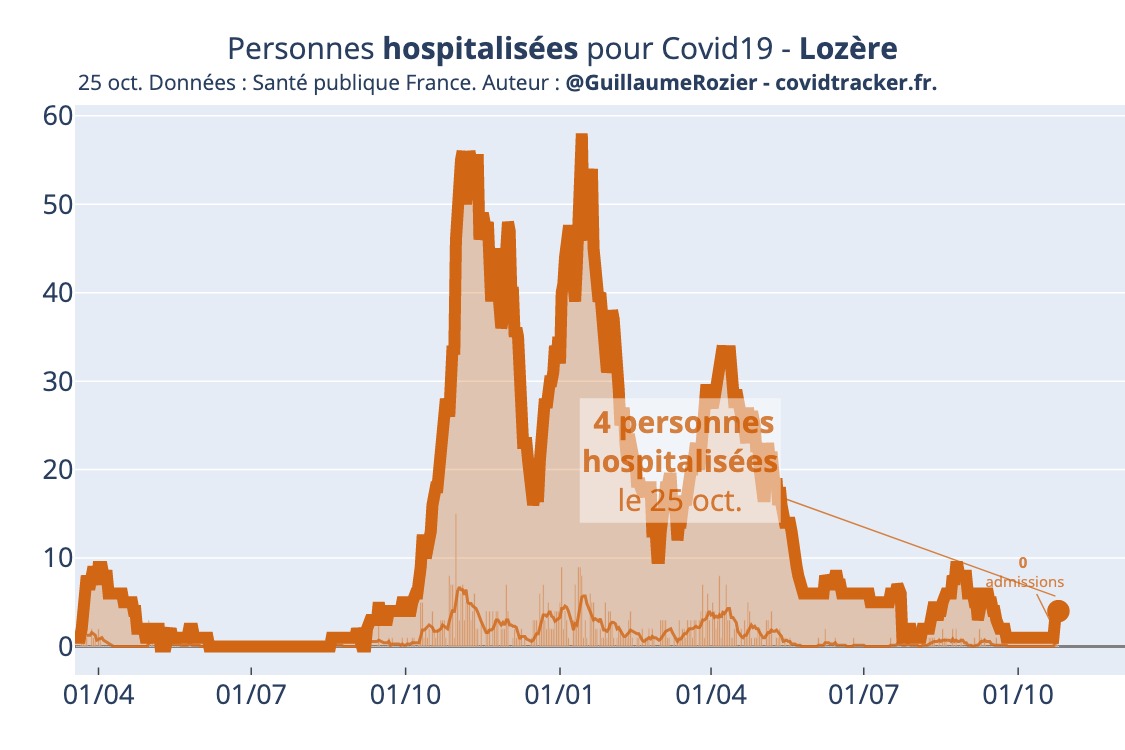 Personnes hospitalisées pour Covid19 - Lozère
25 oct. Données : Santé publique France. Auteur : @GuillaumeRozier - covidtracker.fr.
60
50
40
30
20
10
0
4 personnes
hospitalisées
le 25 oct.
0
admissions
01/04 01/07 01/10 01/01 01/04 01/07 01/10